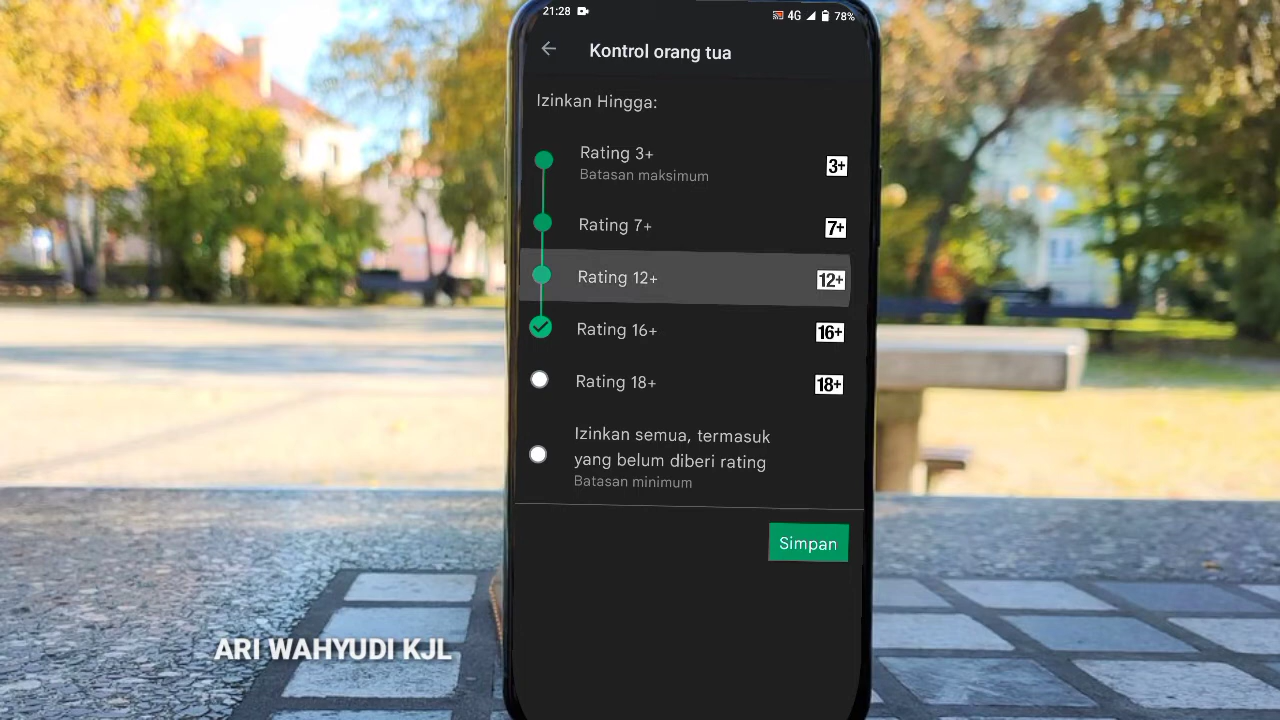 21:28 4G 78%
Kontrol orang tua
Izinkan Hingga:
Rating 3+ 3+
Batasan maksimum
Rating 7+ 7+
Rating 12+ 12+
Rating 16+ 16+
Rating 18+ 18+
Izinkan semua, termasuk
yang belum diberi rating
Batasan minimum
Simpan
ARI WAHYUDI KJL